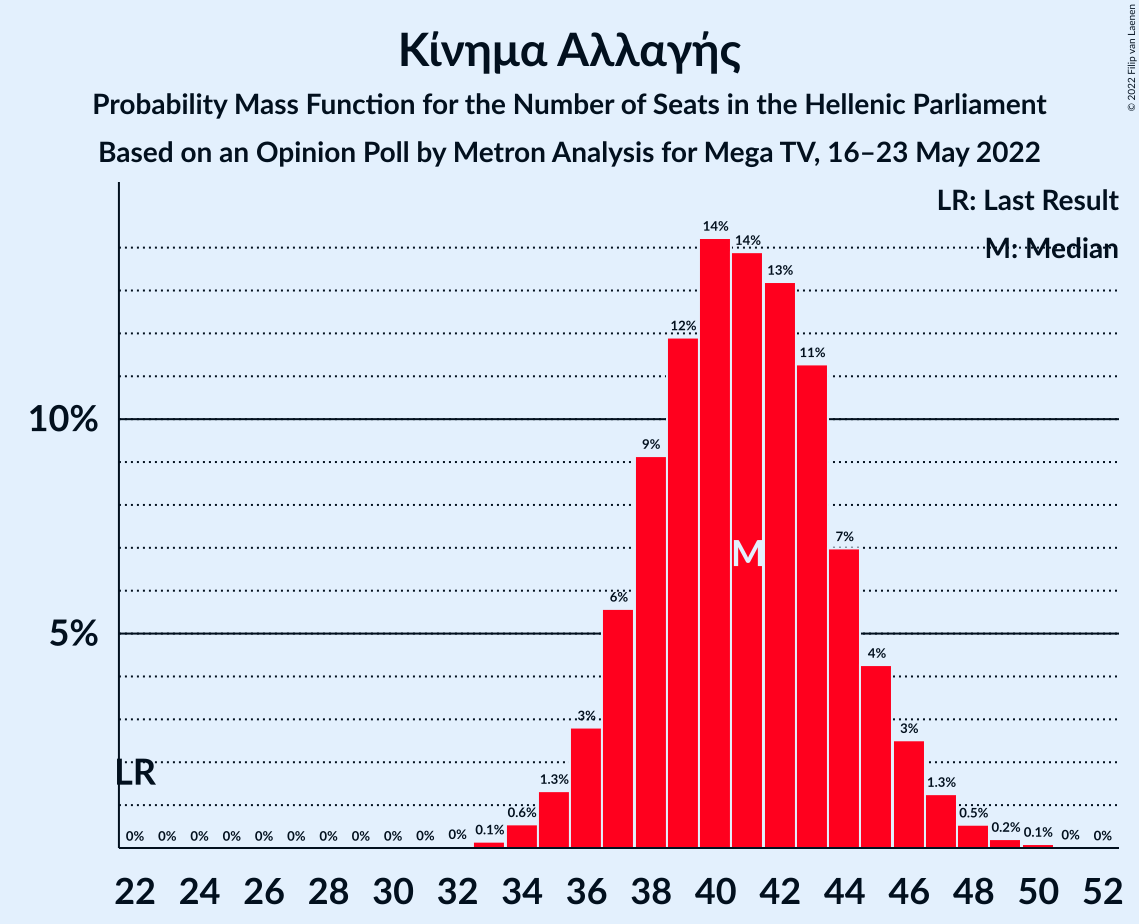 Κίνημα Αλλαγής
Probability Mass Function for the Number of Seats in the Hellenic Parliament
Based on an Opinion Poll by Metron Analysis for Mega TV, 16–23 May 2022
© 2022 Filip van Laenen
LR: Last Result
M: Median
10%
5%
LR
M
0% 0% 0% 0% 0% 0% 0% 0% 0% 0% 0% 0.1% 0.6% 1.3% 3% 6% 9% 12% 14% 14% 13% 11% 7% 4% 3% 1.3% 0.5% 0.2% 0.1% 0% 0%
22 24 26 28 30 32 34 36 38 40 42 44 46 48 50 52